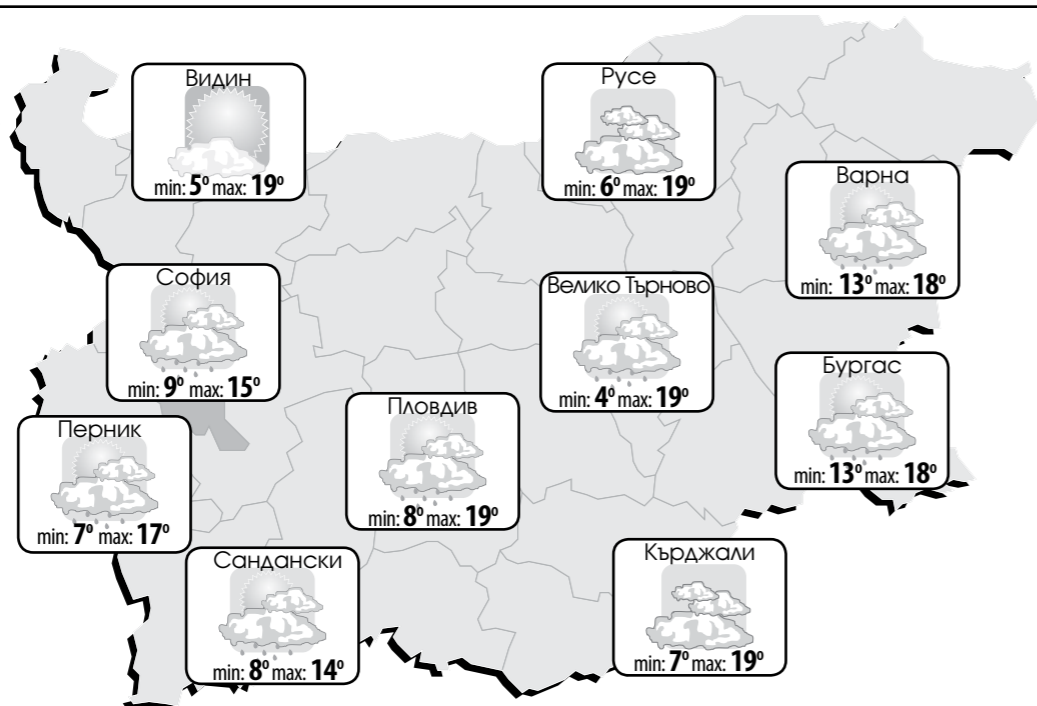 Видин
min: 5° max: 19°
Русе
min: 6° max: 19°
Варна
min: 13° max: 18°
София
min: 9° max: 15°
Велико Търново
min: 4° max: 19°
Бургас
min: 13° max: 18°
Пловдив
min: 8° max: 19°
Перник
min: 7° max: 17°
Сандански
min: 8° max: 14°
Кърджали
min: 7° max: 19°